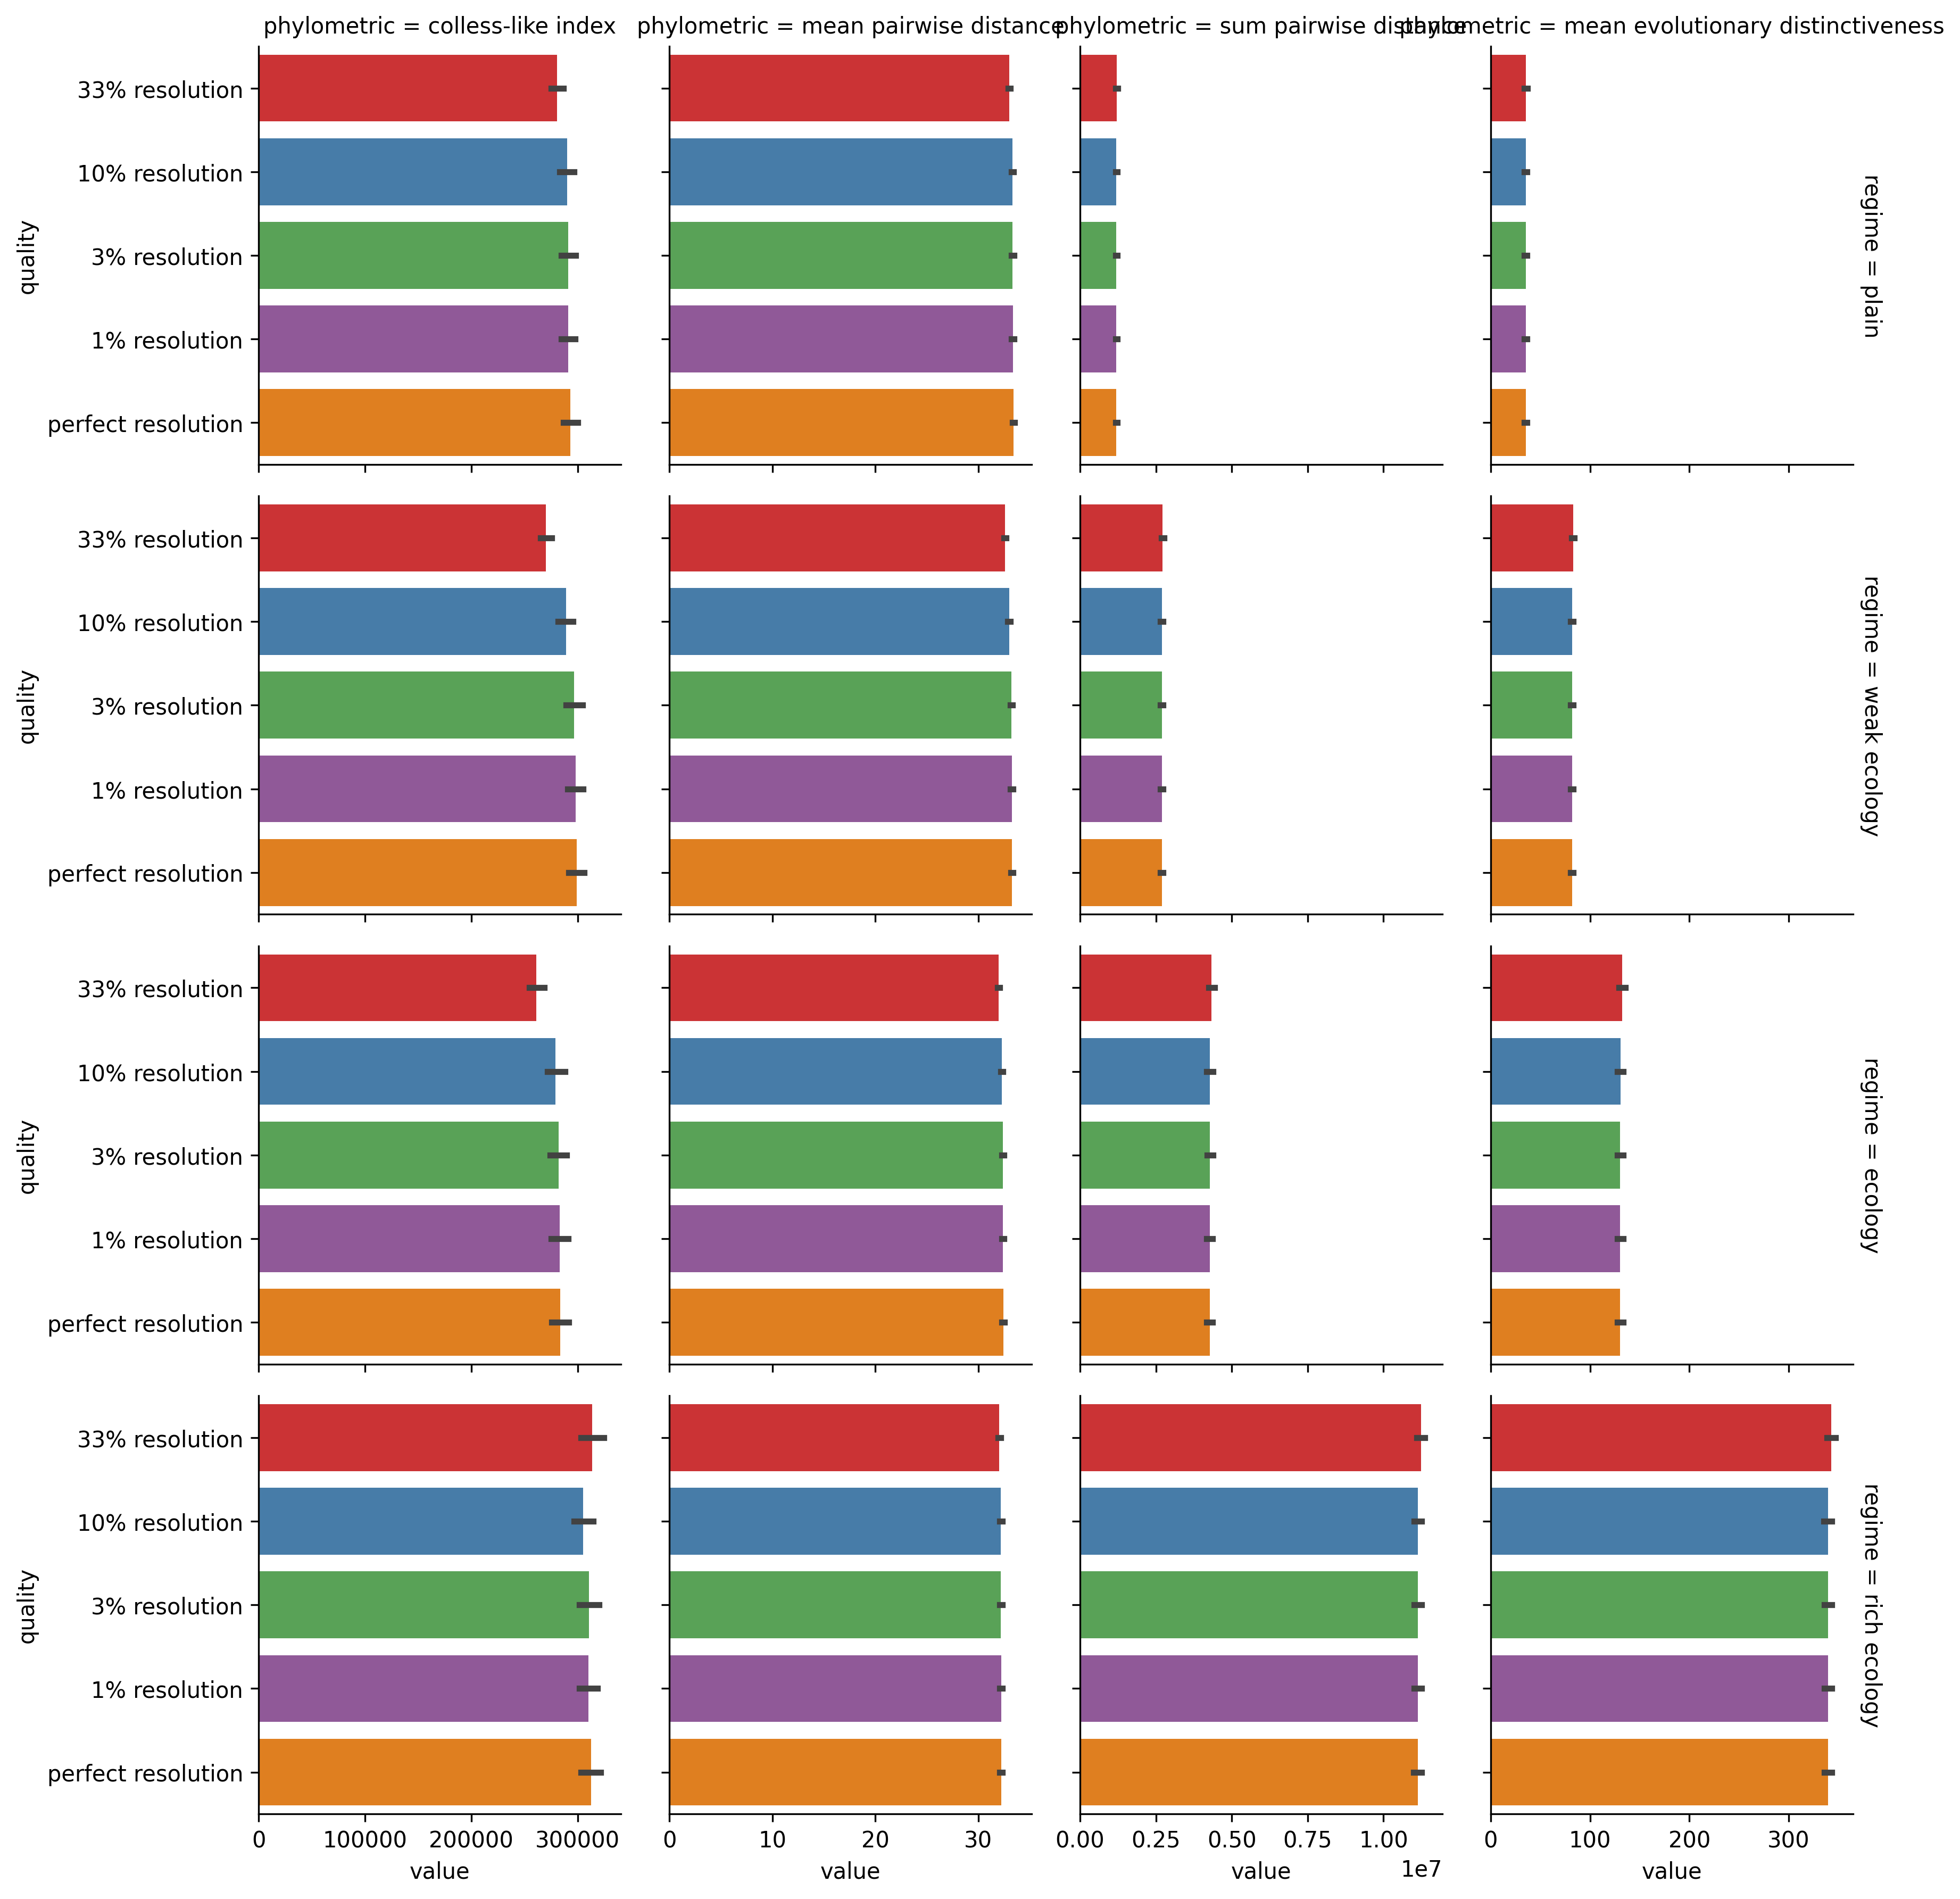 phylometric = colless-like index
phylometric = mean pairwise distance
phylometric = sum pairwise distance
phylometric = mean evolutionary distinctiveness
quality
33% resolution
10% resolution
3% resolution
1% resolution
perfect resolution
regime = plain
quality
33% resolution
10% resolution
3% resolution
1% resolution
perfect resolution
regime = weak ecology
quality
33% resolution
10% resolution
3% resolution
1% resolution
perfect resolution
regime = ecology
quality
33% resolution
10% resolution
3% resolution
1% resolution
perfect resolution
regime = rich ecology
0 100000 200000 300000
value
0 10 20 30
value
0.00 0.25 0.50 0.75 1.00
1e7
value
0 100 200 300
value